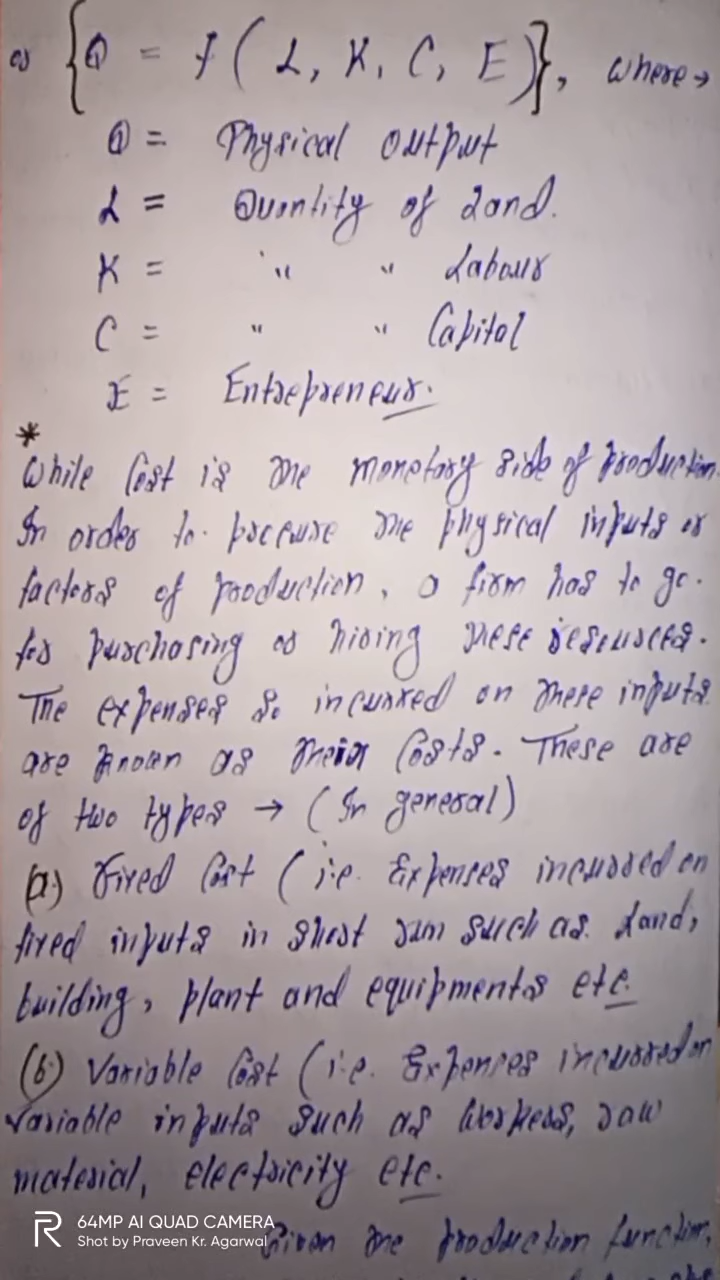 or {Q = f ( L, K, C, E)}, where →
Q = Physical output
L = Quantity of Land.
K = " " Labour
C = " " Capital
E = Entrepreneur.
*
While Cost is the monetary side of production.
In order to procure the physical inputs or
factors of production, a firm has to go.
for purchasing or hiring these resources.
The expenses so incurred on these inputs
are known as their Costs. These are
of two types → (In general)
(a) Fixed Cost (i.e. Expenses incurred on
fixed inputs in short run such as Land,
building, plant and equipments etc.
(b) Variable Cost (i.e. Expenses incurred on
variable inputs such as workers, raw
material, electricity etc.
64MP AI QUAD CAMERA
Shot by Praveen Kr. Agarwal
Given the production function,